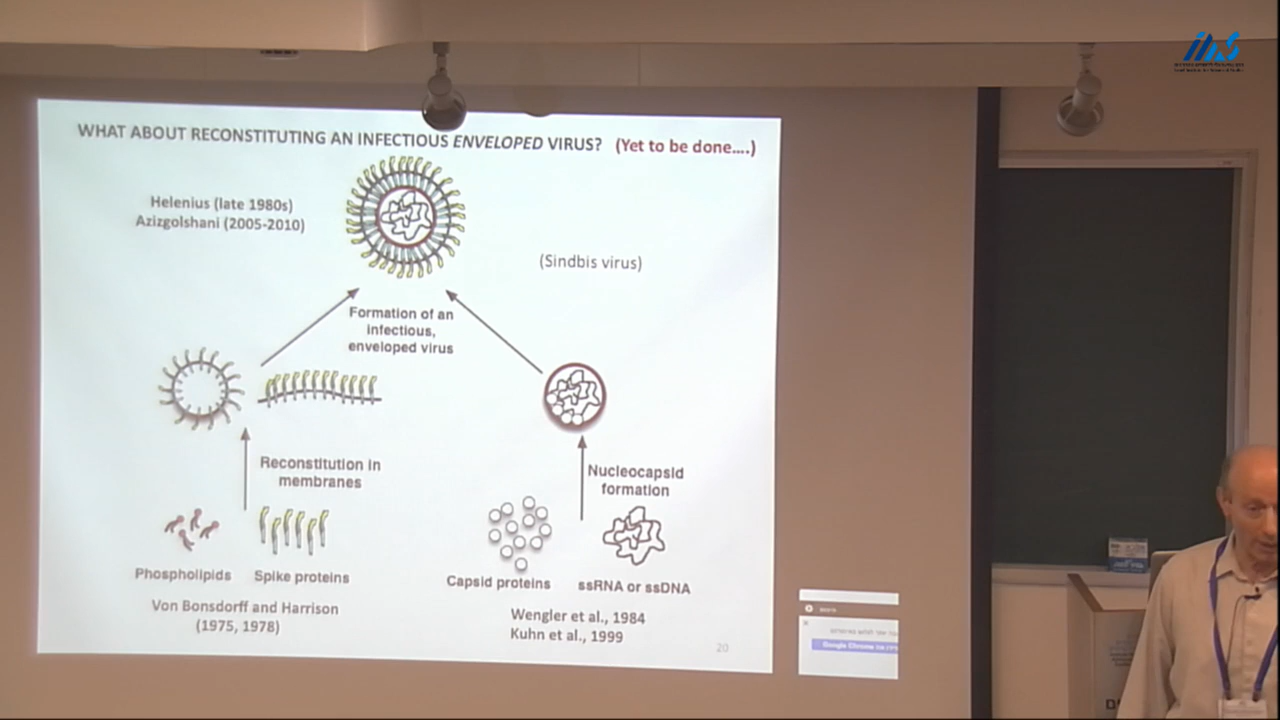 WHAT ABOUT RECONSTITUTING AN INFECTIOUS ENVELOPED VIRUS? (Yet to be done....)
Helenius (late 1980s)
Azizgolshani (2005-2010)
(Sindbis virus)
Formation of an
infectious,
enveloped virus
Reconstitution in
membranes
Nucleocapsid
formation
Phospholipids
Spike proteins
Capsid proteins
ssRNA or ssDNA
Von Bonsdorff and Harrison
(1975, 1978)
Wengler et al., 1984
Kuhn et al., 1999
20
Google Chrome